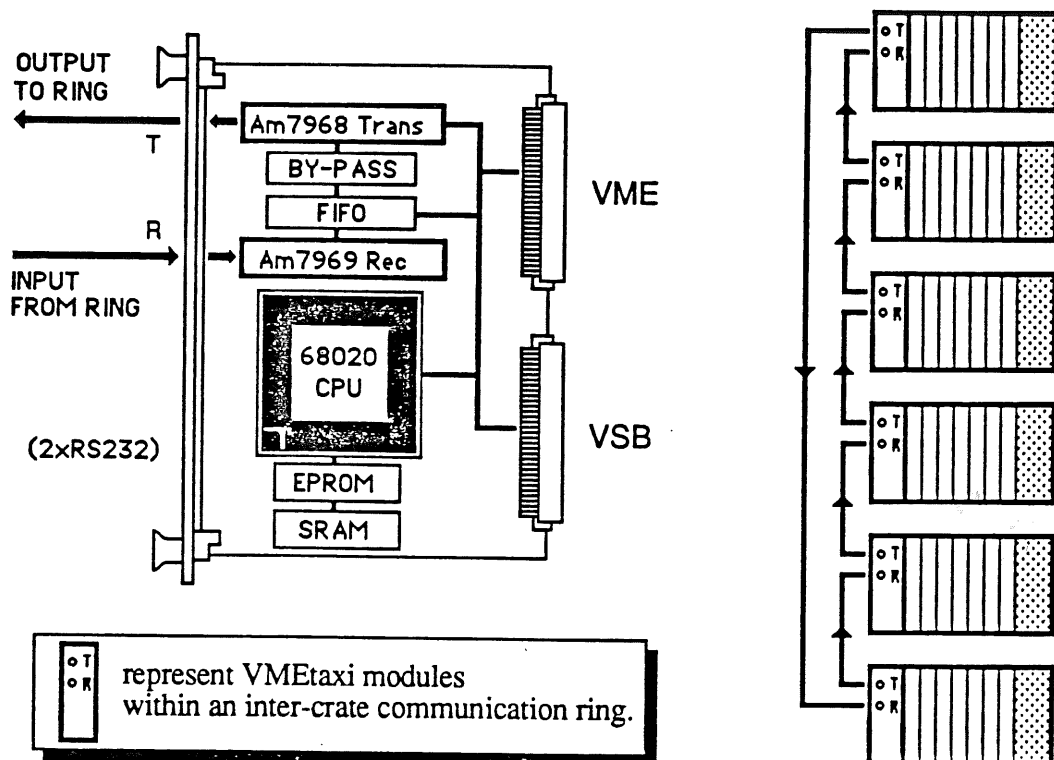 OUTPUT
TO RING
T
Am7968 Trans
BY-PASS
FIFO
R
Am7969 Rec
INPUT
FROM RING
68020
CPU
(2xRS232)
EPROM
SRAM
VME
VSB
T
R
represent VMEtaxi modules
within an inter-crate communication ring.
T
R
T
R
T
R
T
R
T
R
T
R